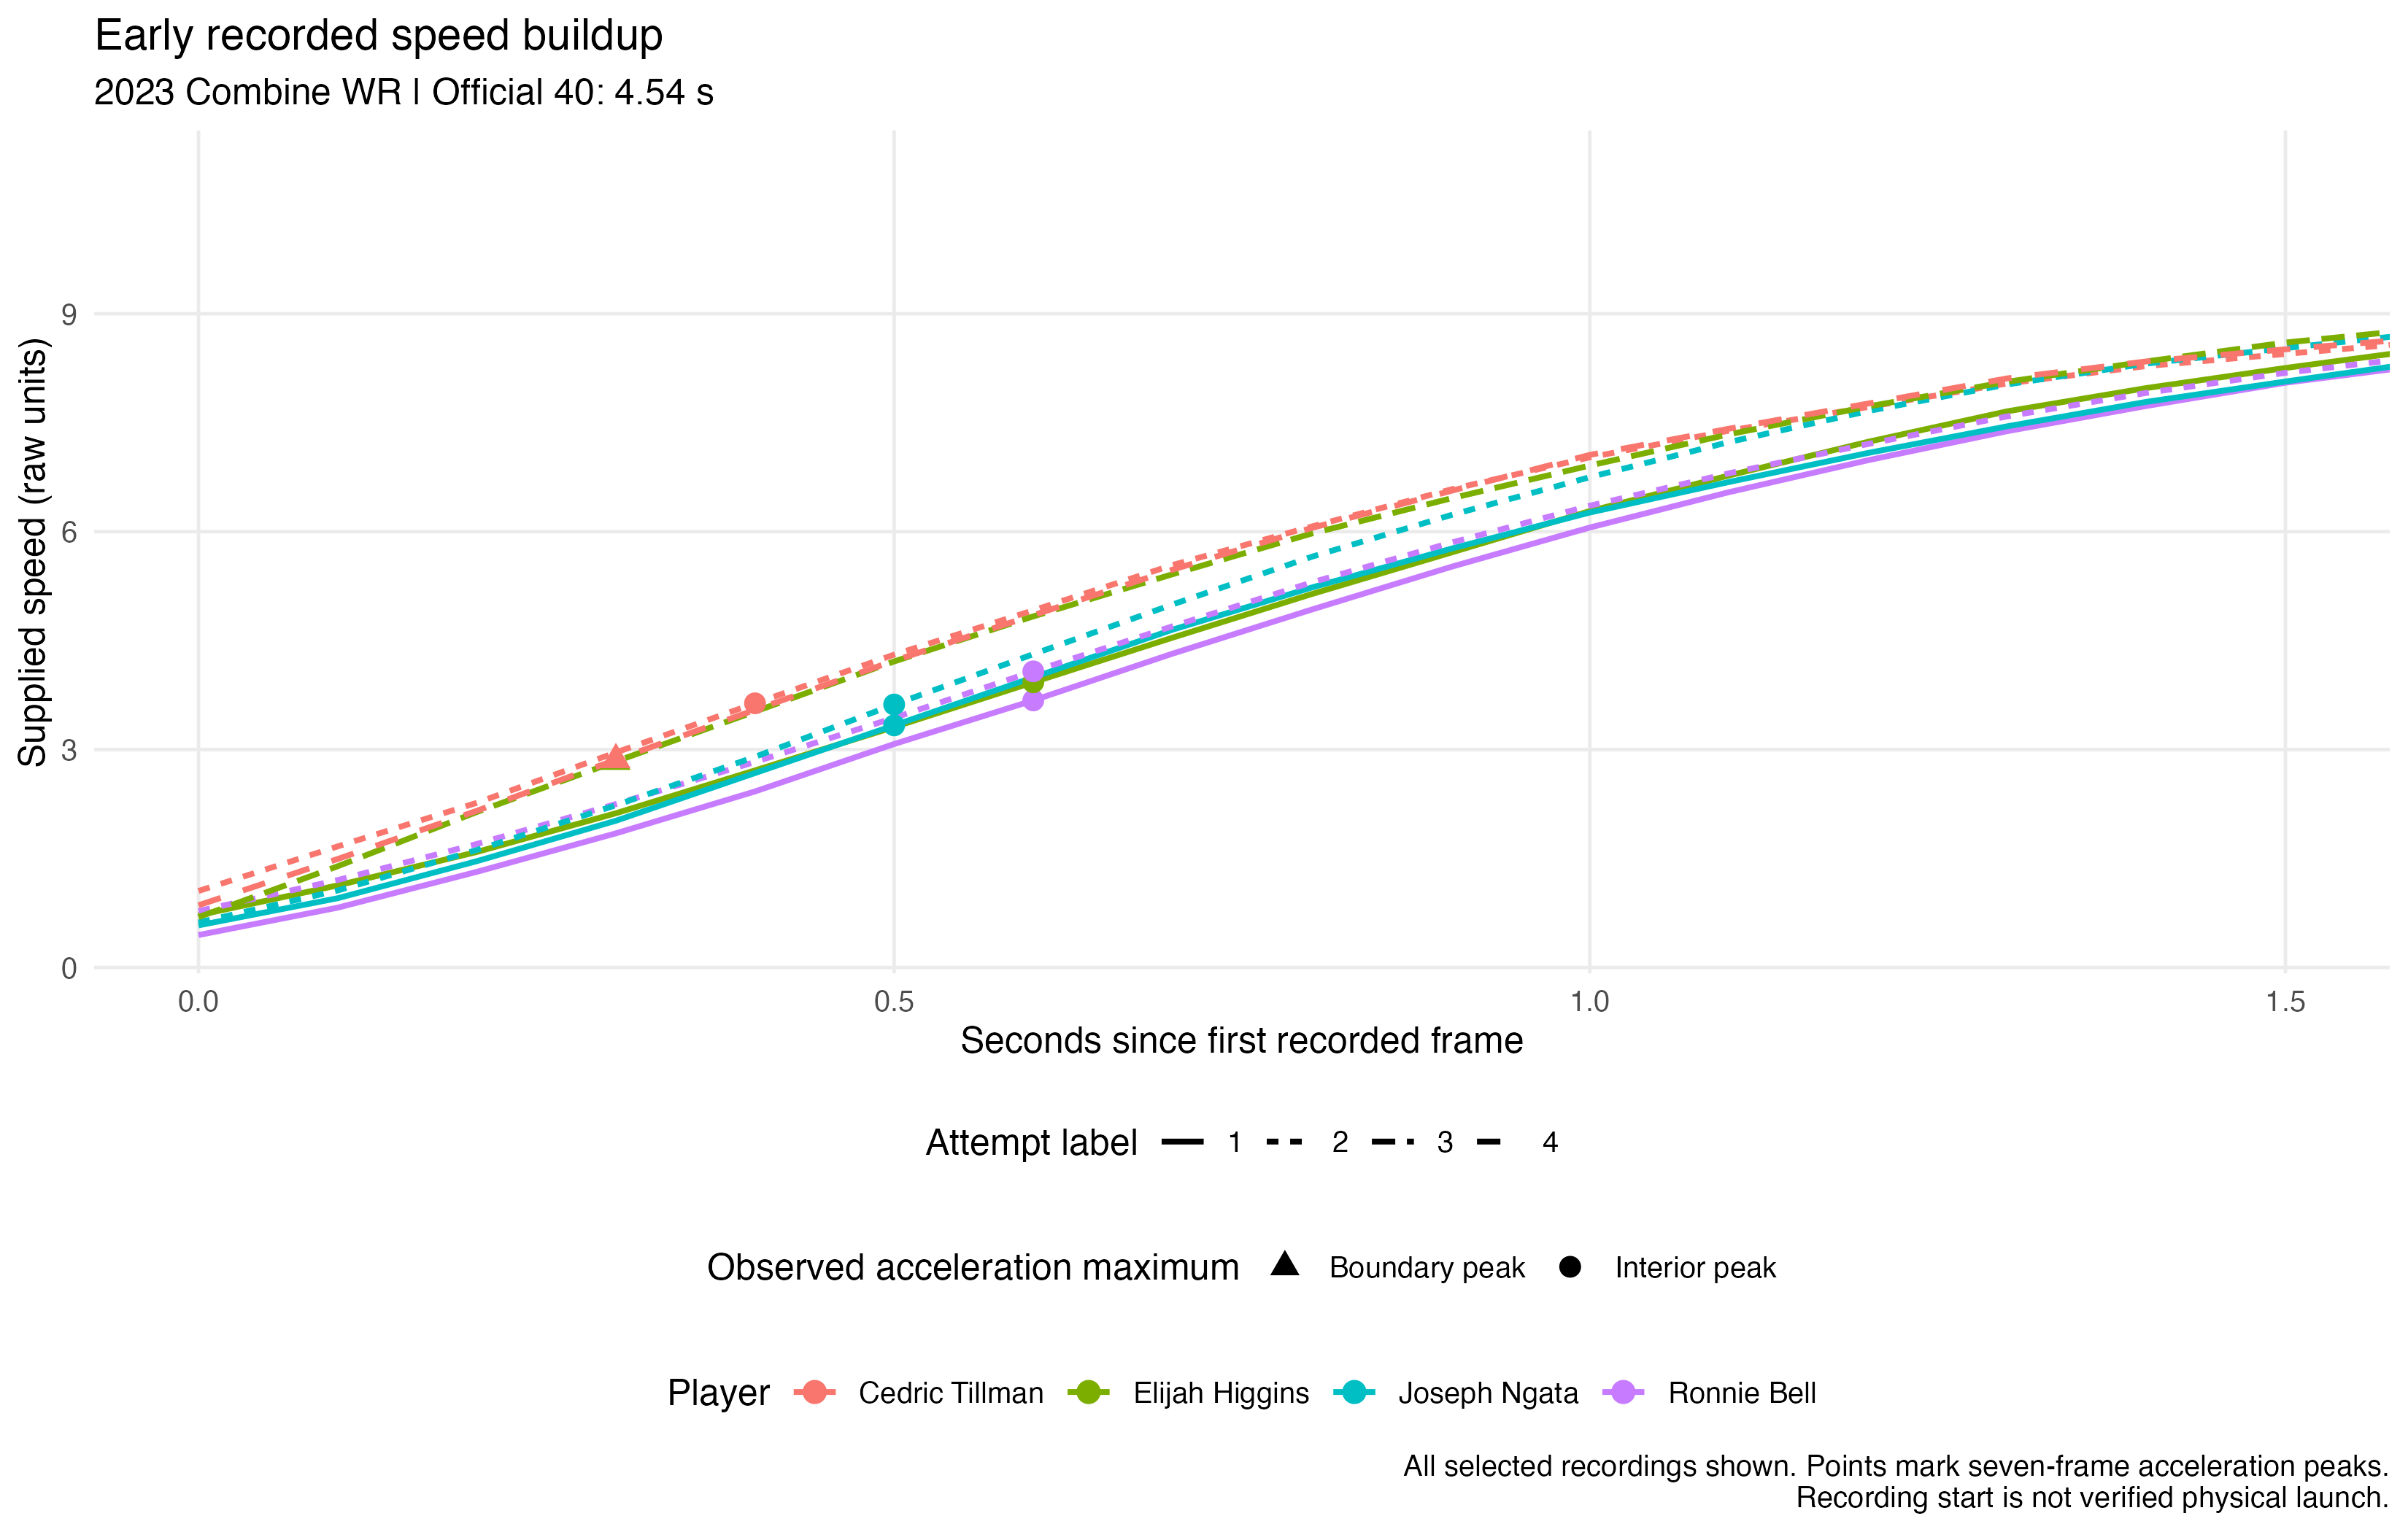 Early recorded speed buildup
2023 Combine WR | Official 40: 4.54 s
Supplied speed (raw units)
9
6
3
0
0.0 0.5 1.0 1.5
Seconds since first recorded frame
Attempt label 1 2 3 4
Observed acceleration maximum Boundary peak Interior peak
Player Cedric Tillman Elijah Higgins Joseph Ngata Ronnie Bell
All selected recordings shown. Points mark seven-frame acceleration peaks.
Recording start is not verified physical launch.